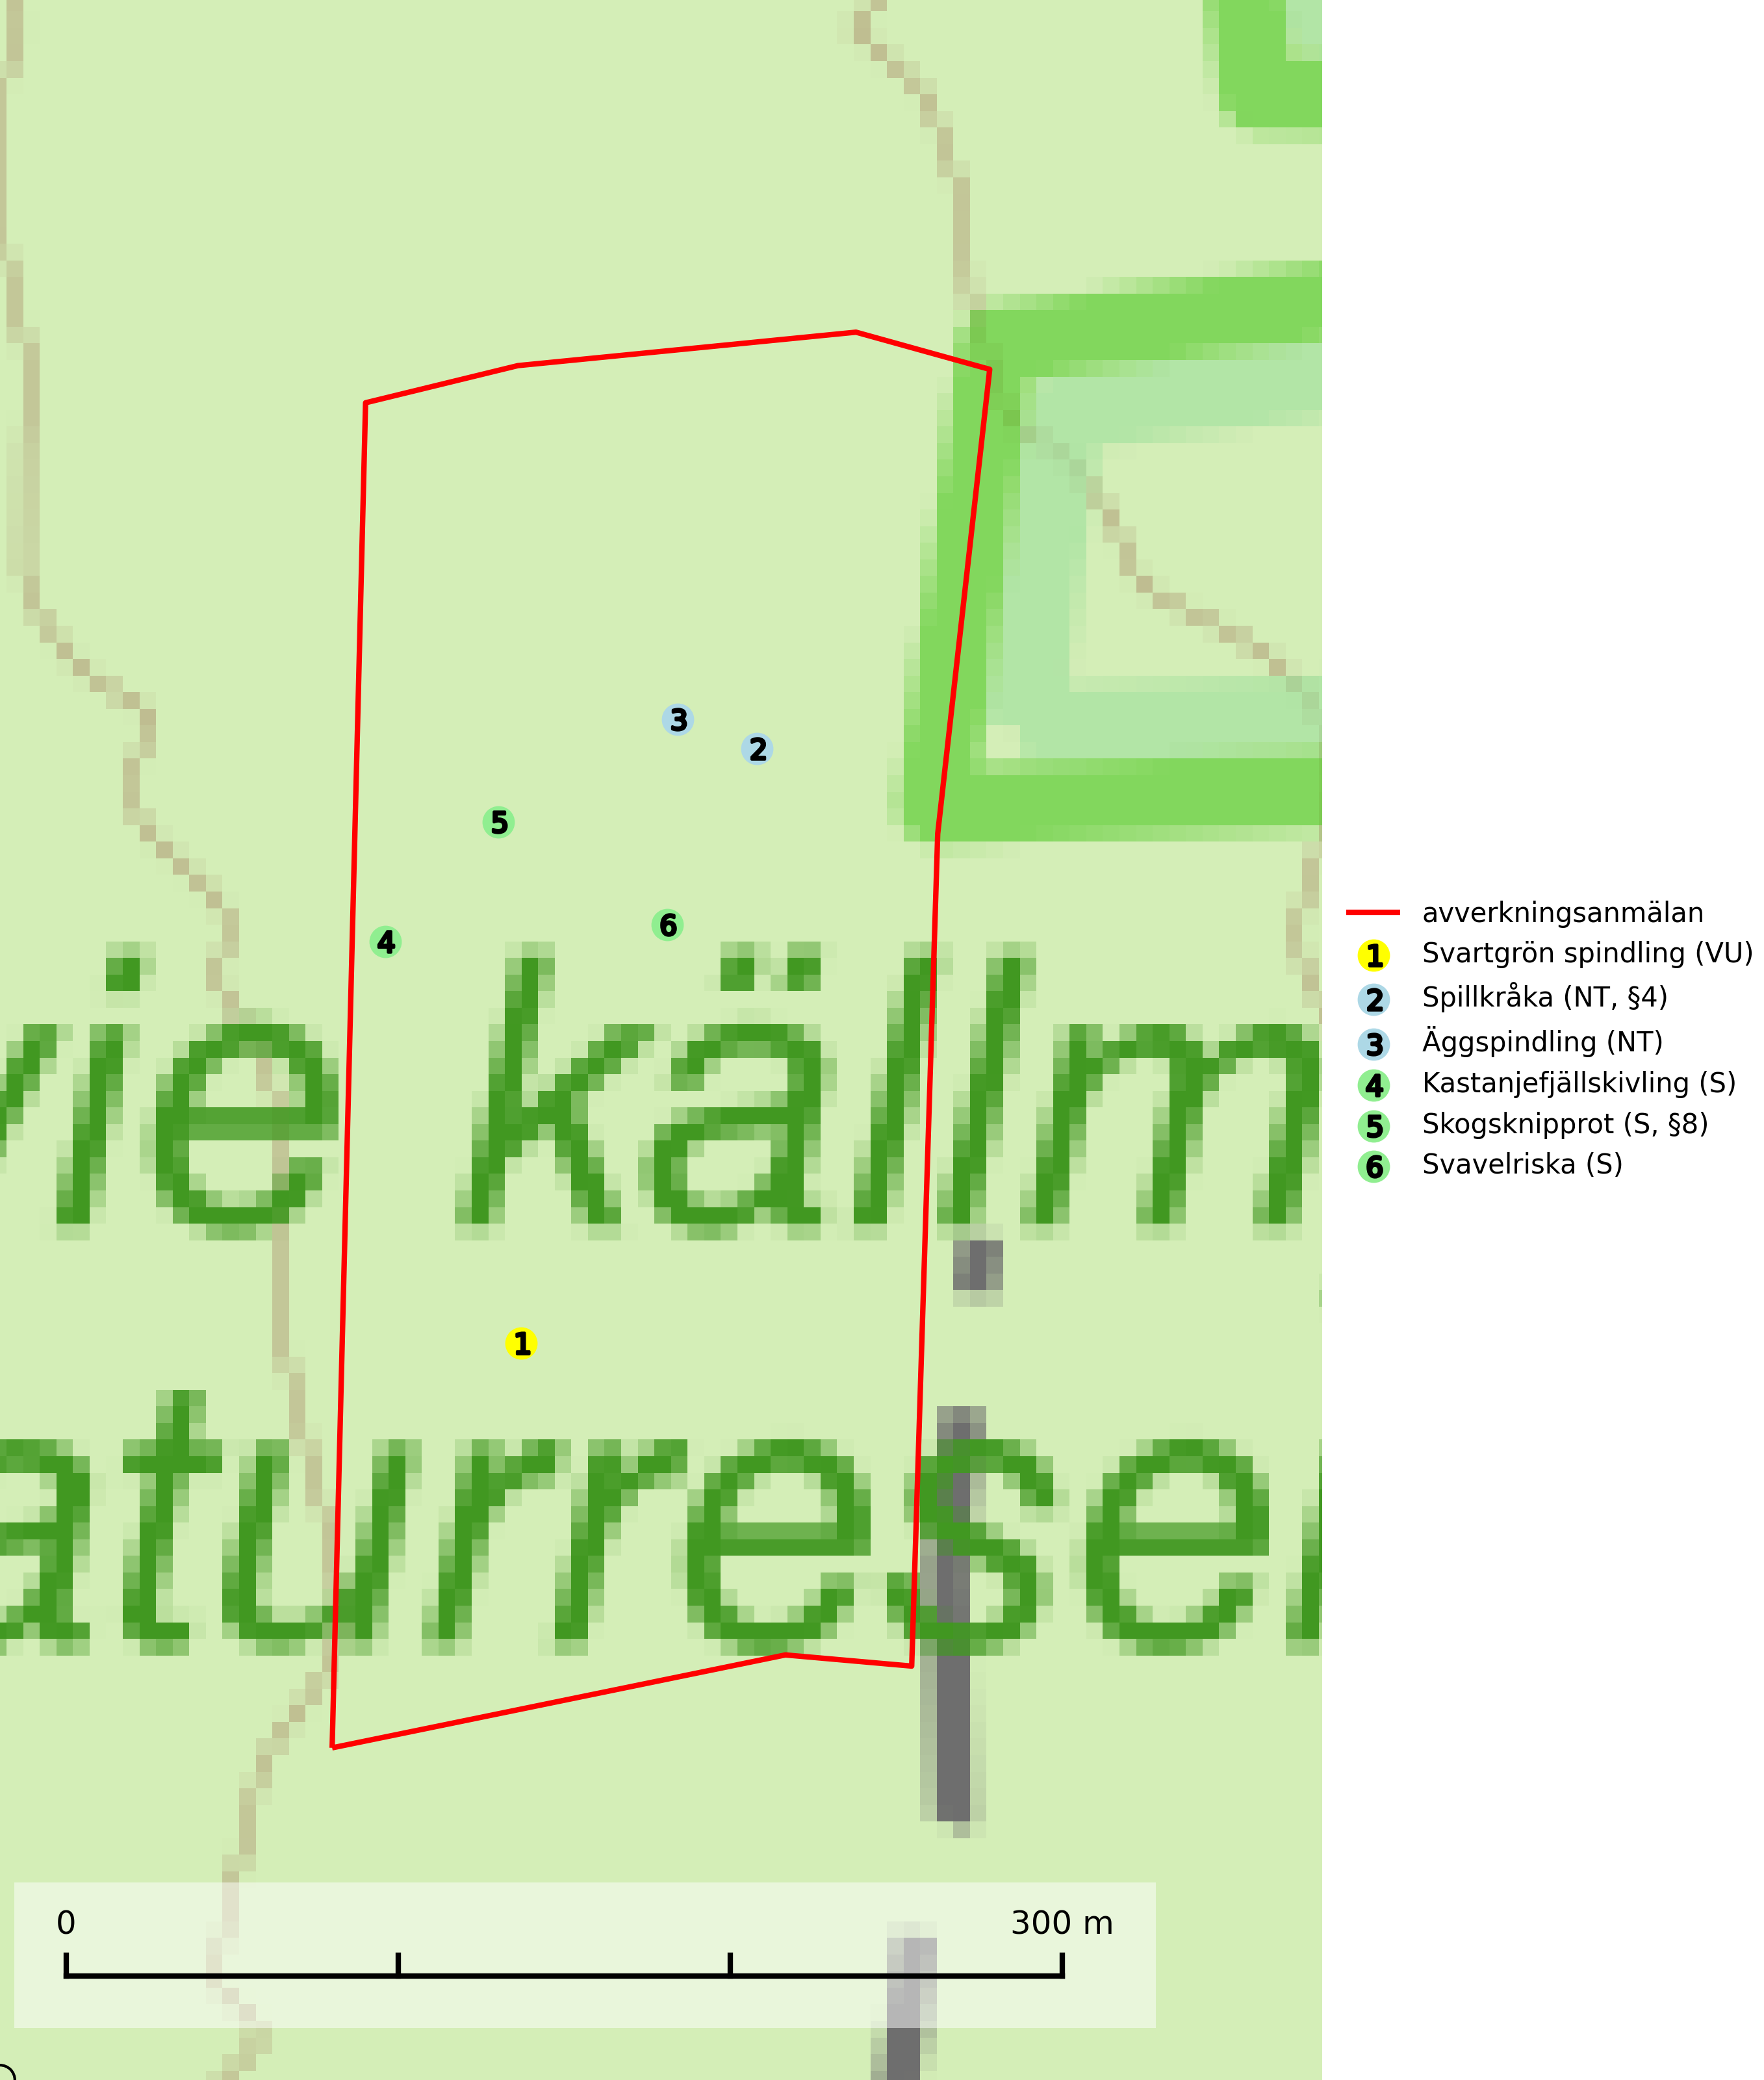 3
2
5
6
4
ie källm
1
aturreser
0 300 m
avverkningsanmälan
1 Svartgrön spindling (VU)
2 Spillkråka (NT, §4)
3 Äggspindling (NT)
4 Kastanjefjällskivling (S)
5 Skogsknipprot (S, §8)
6 Svavelriska (S)